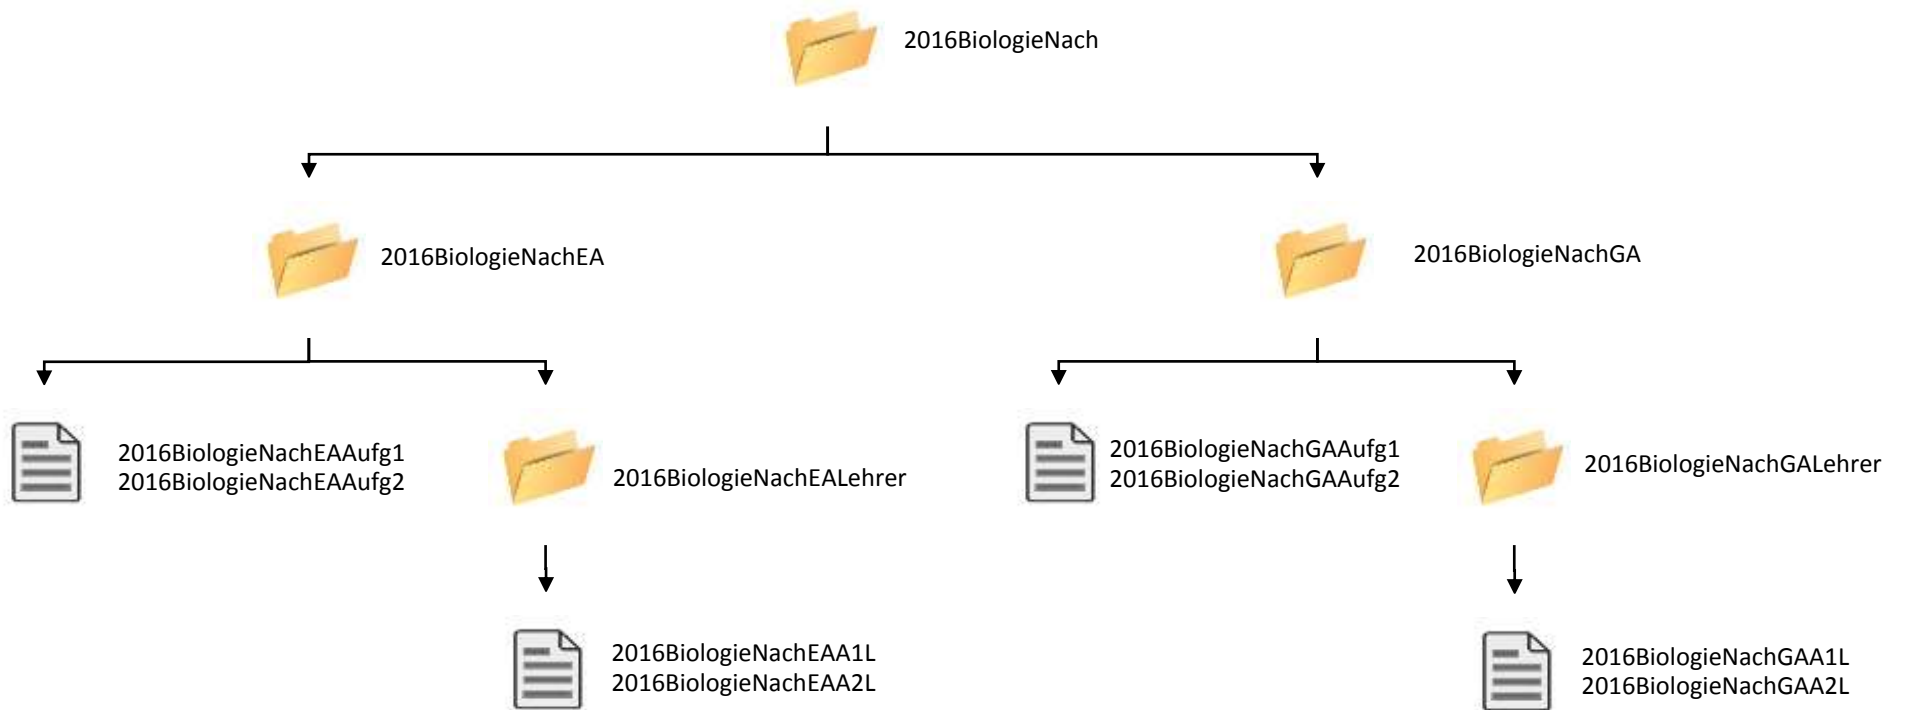 2016BiologieNach
2016BiologieNachEA
2016BiologieNachGA
2016BiologieNachEAAufg1
2016BiologieNachEAAufg2
2016BiologieNachEALehrer
2016BiologieNachGAAufg1
2016BiologieNachGAAufg2
2016BiologieNachGALehrer
2016BiologieNachEAA1L
2016BiologieNachEAA2L
2016BiologieNachGAA1L
2016BiologieNachGAA2L